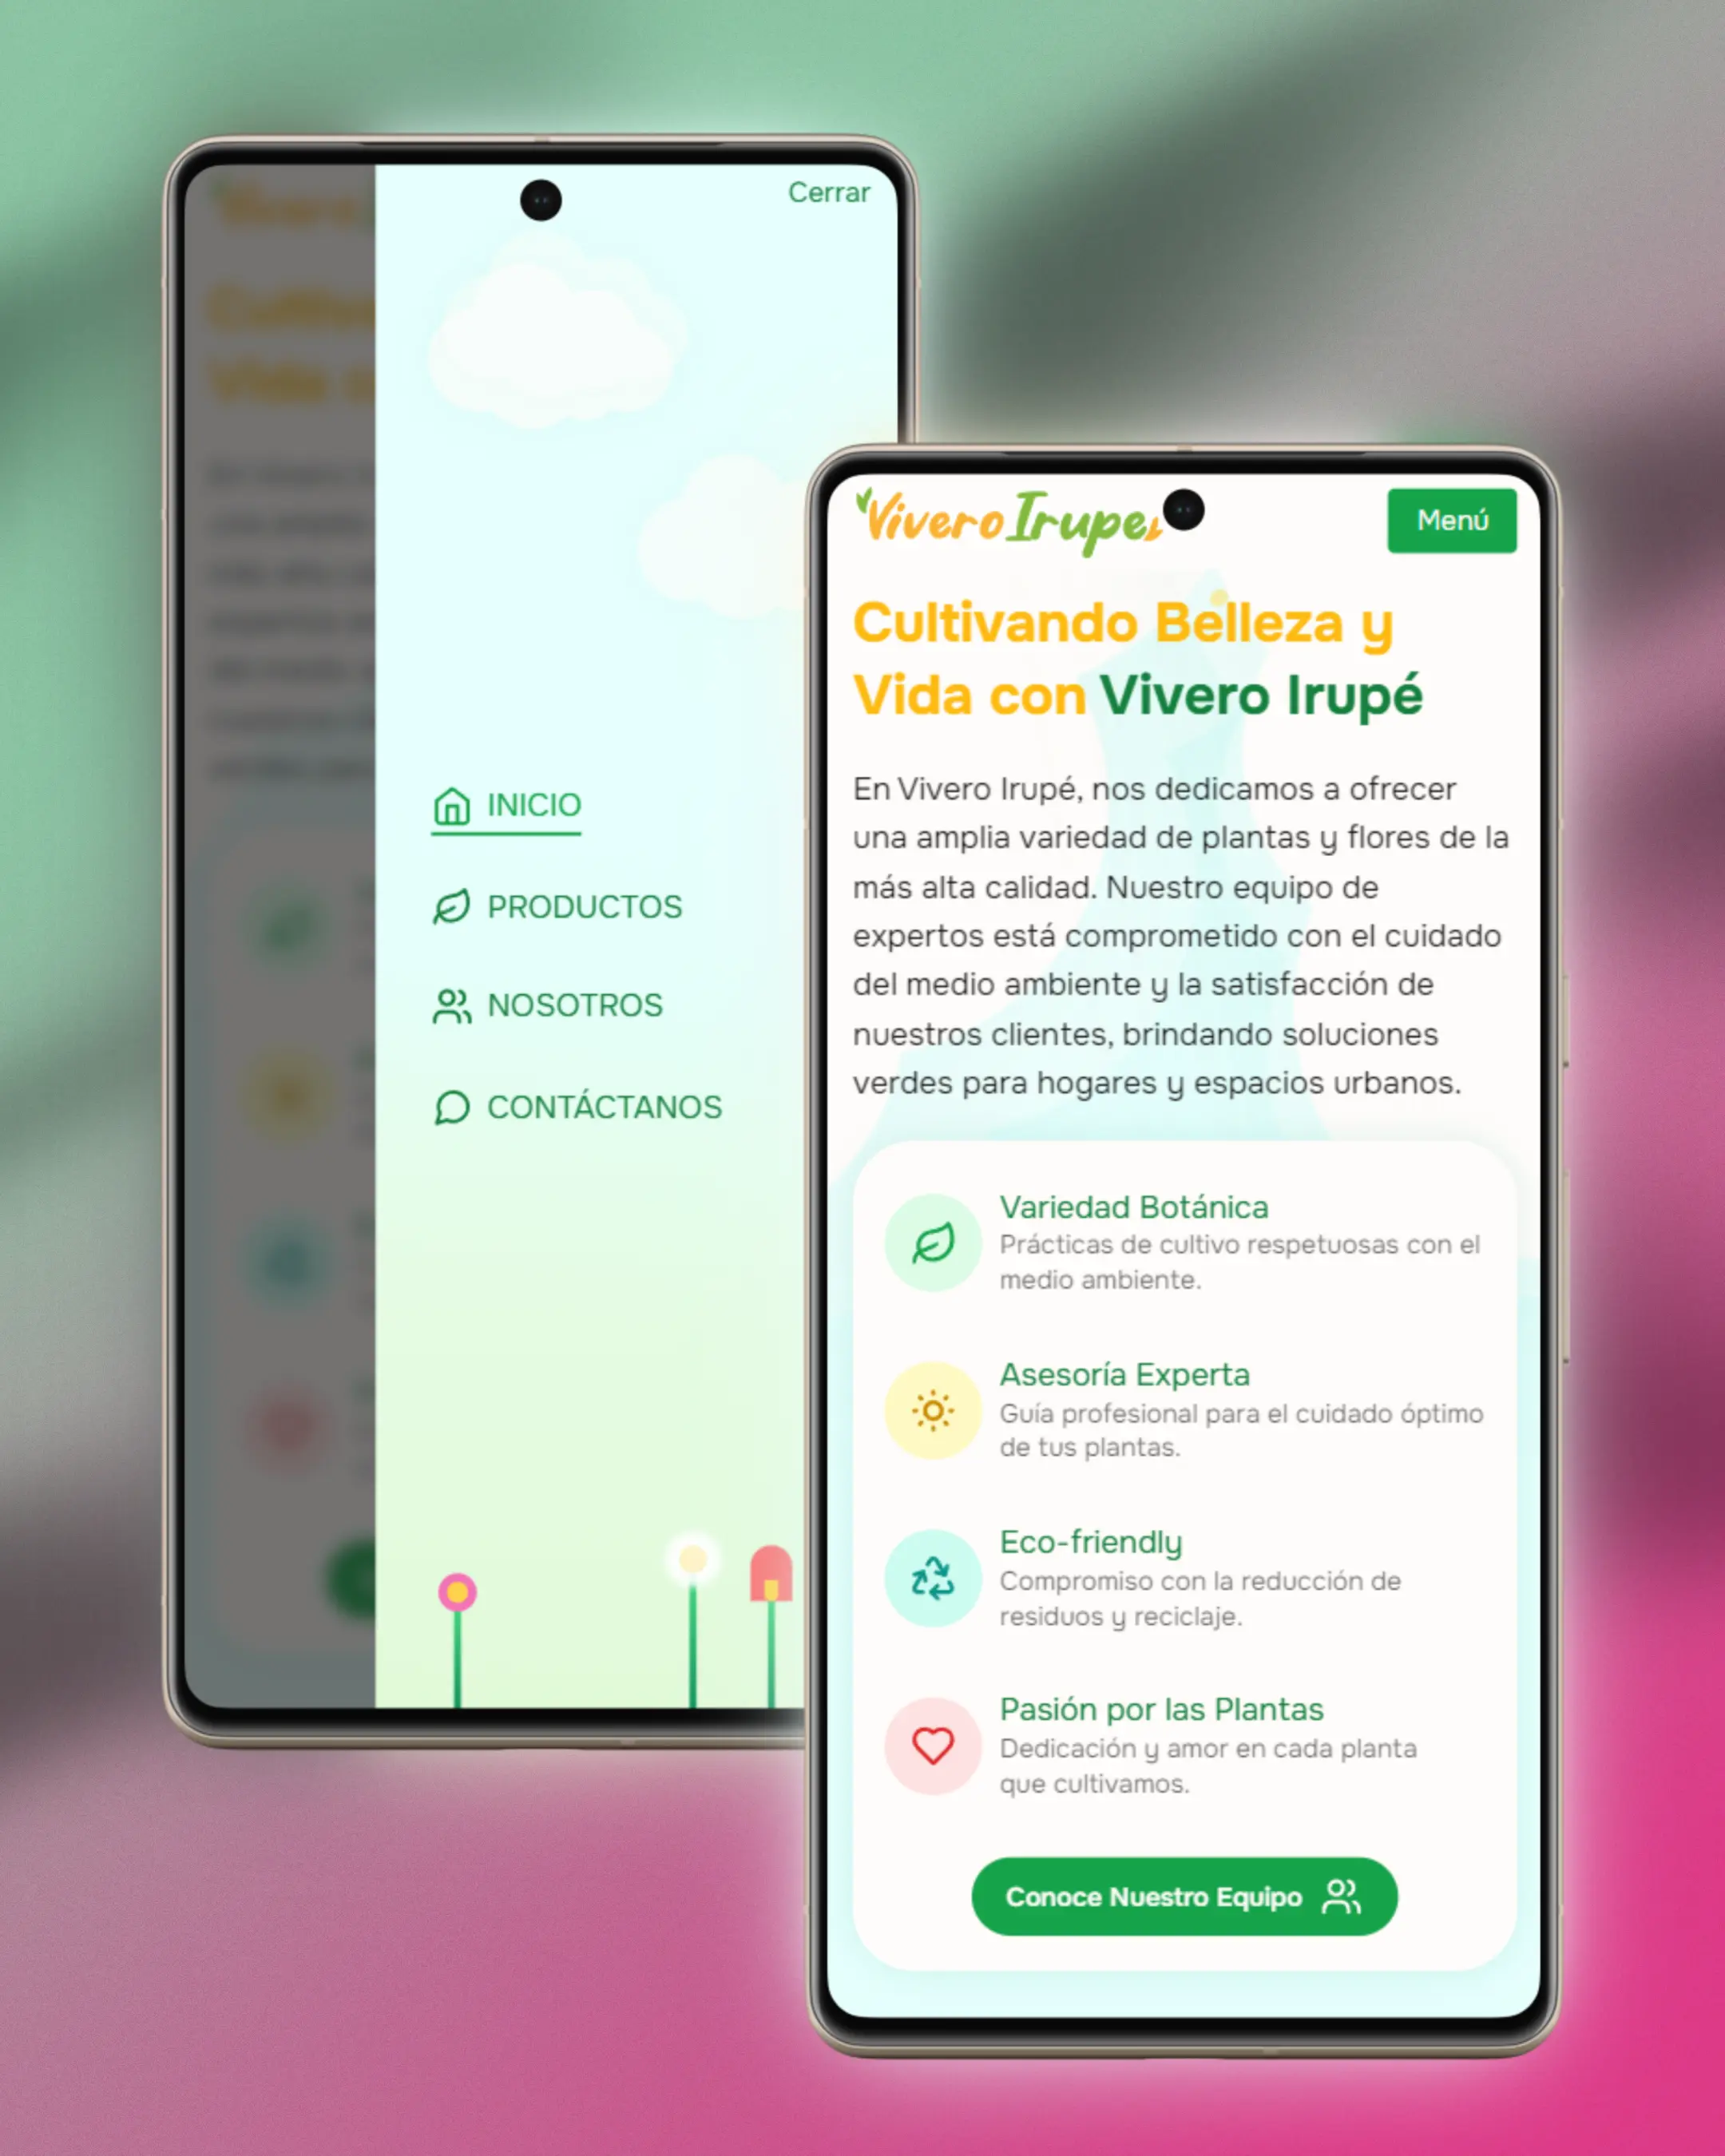 Cerrar
INICIO
PRODUCTOS
NOSOTROS
CONTÁCTANOS
Vivero Irupe
Menú
Cultivando Belleza y
Vida con Vivero Irupé
En Vivero Irupé, nos dedicamos a ofrecer
una amplia variedad de plantas y flores de la
más alta calidad. Nuestro equipo de
expertos está comprometido con el cuidado
del medio ambiente y la satisfacción de
nuestros clientes, brindando soluciones
verdes para hogares y espacios urbanos.
Variedad Botánica
Prácticas de cultivo respetuosas con el
medio ambiente.
Asesoría Experta
Guía profesional para el cuidado óptimo
de tus plantas.
Eco-friendly
Compromiso con la reducción de
residuos y reciclaje.
Pasión por las Plantas
Dedicación y amor en cada planta
que cultivamos.
Conoce Nuestro Equipo